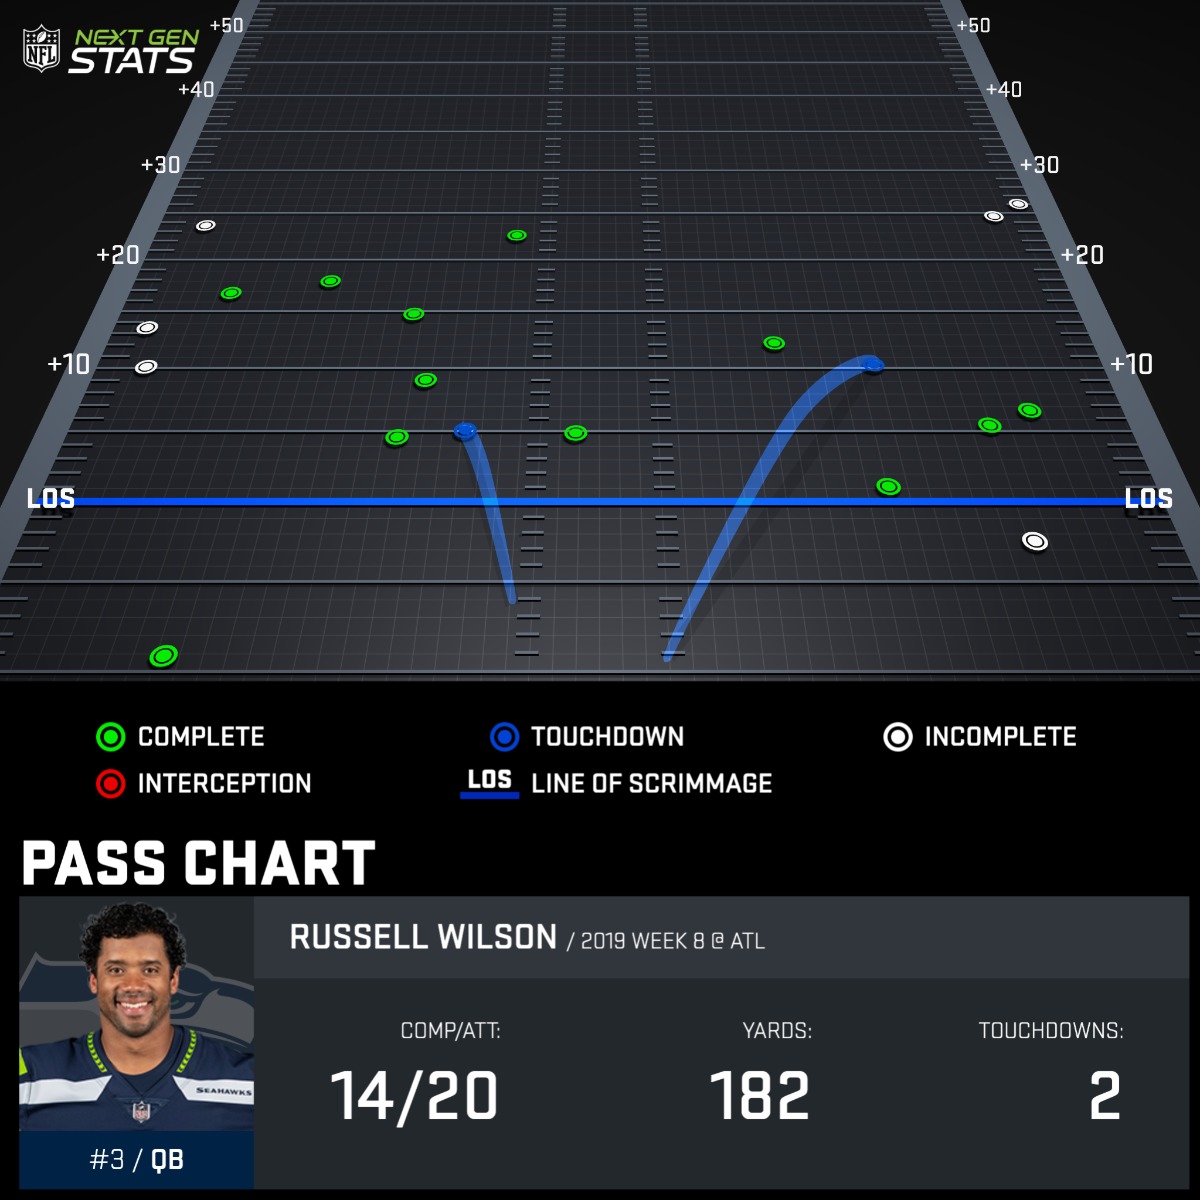 +50
+50
NFL
NEXT GEN
STATS
+40
+40
+30
+30
+20
+20
+10
+10
LOS
LOS
COMPLETE
TOUCHDOWN
INCOMPLETE
INTERCEPTION
LOS
LINE OF SCRIMMAGE
PASS CHART
RUSSELL WILSON / 2019 WEEK 8 @ ATL
COMP/ATT:
YARDS:
TOUCHDOWNS:
14/20
182
2
SEAHAWKS
#3 / QB